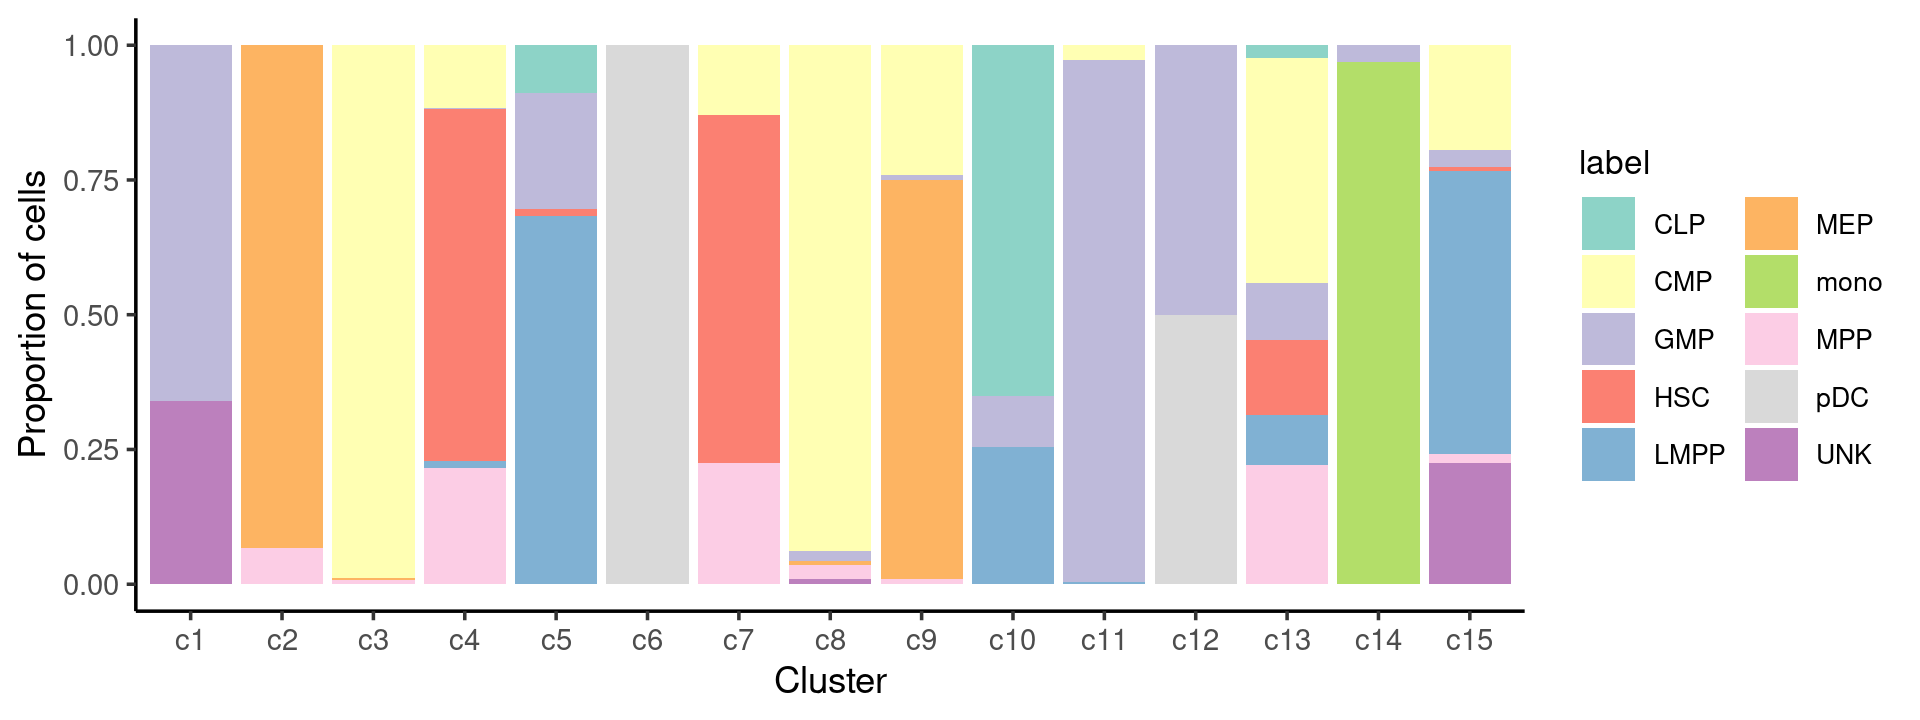 Proportion of cells
1.00
0.75
0.50
0.25
0.00
c1 c2 c3 c4 c5 c6 c7 c8 c9 c10 c11 c12 c13 c14 c15
Cluster
label
CLP MEP
CMP mono
GMP MPP
HSC pDC
LMPP UNK